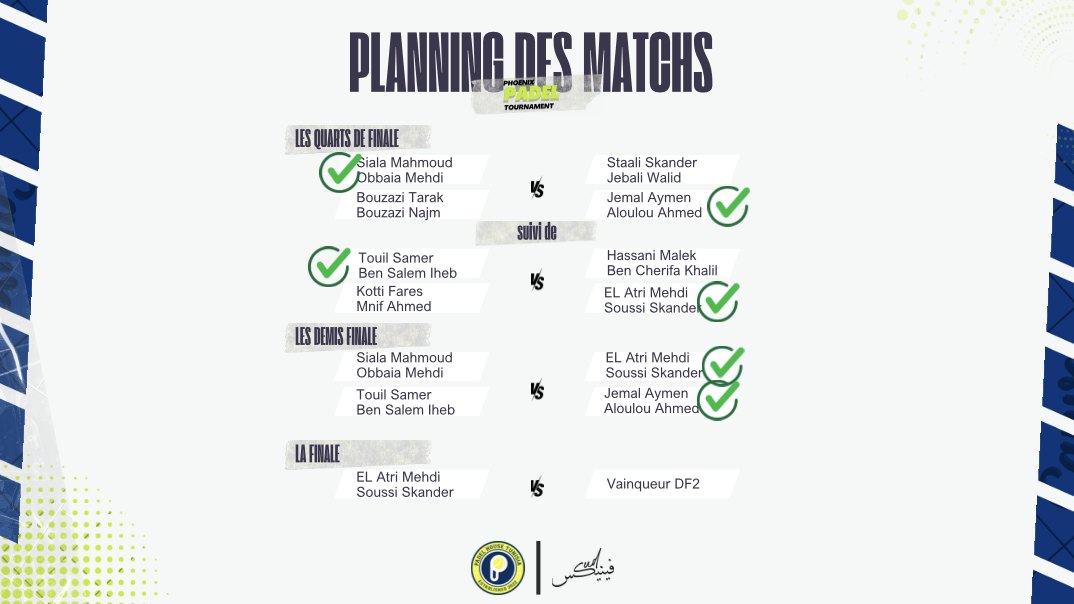 PLANNING DES MATCHS
PHOENIX
PADEL
TOURNAMENT
LES QUARTS DE FINALE
Siala Mahmoud
Obbaia Mehdi
VS
Staali Skander
Jebali Walid
Bouzazi Tarak
Bouzazi Najm
Jemal Aymen
Aloulou Ahmed
suivi de
Touil Samer
Ben Salem Iheb
VS
Hassani Malek
Ben Cherifa Khalil
Kotti Fares
Mnif Ahmed
EL Atri Mehdi
Soussi Skander
LES DEMIS FINALE
Siala Mahmoud
Obbaia Mehdi
VS
EL Atri Mehdi
Soussi Skander
Touil Samer
Ben Salem Iheb
Jemal Aymen
Aloulou Ahmed
LA FINALE
EL Atri Mehdi
Soussi Skander
VS
Vainqueur DF2
PADEL HOUSE TUNISIA
فينيكس